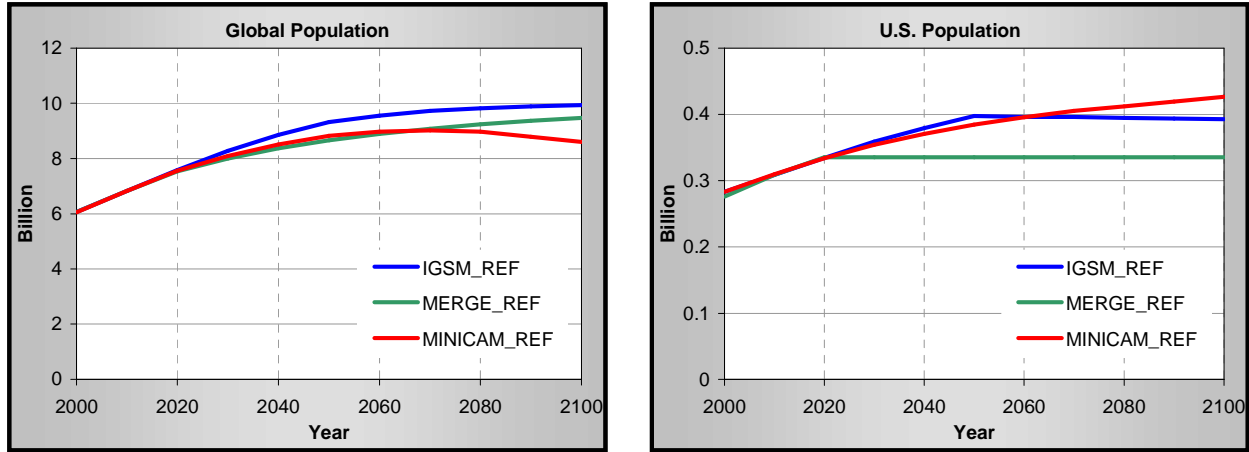 Global Population
12
10
8
6
4
2
0
Billion
IGSM_REF
MERGE_REF
MINICAM_REF
2000 2020 2040 2060 2080 2100
Year
U.S. Population
0.5
0.4
0.3
0.2
0.1
0
Billion
IGSM_REF
MERGE_REF
MINICAM_REF
2000 2020 2040 2060 2080 2100
Year